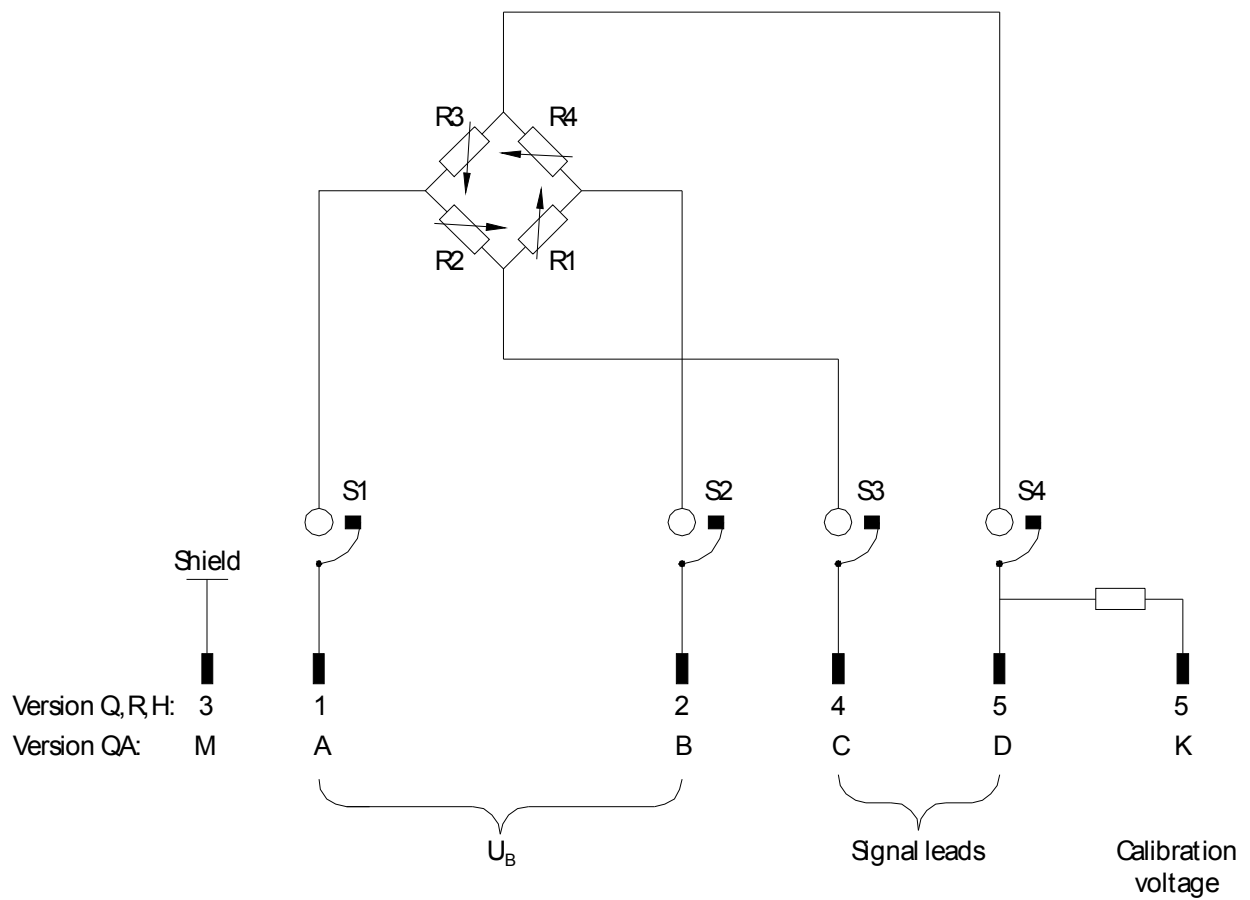 R3 R4
R2 R1
S1 S2 S3 S4
Shield
Version Q, R, H: 3 1 2 4 5 5
Version QA: M A B C D K
UB Signal leads Calibration
voltage